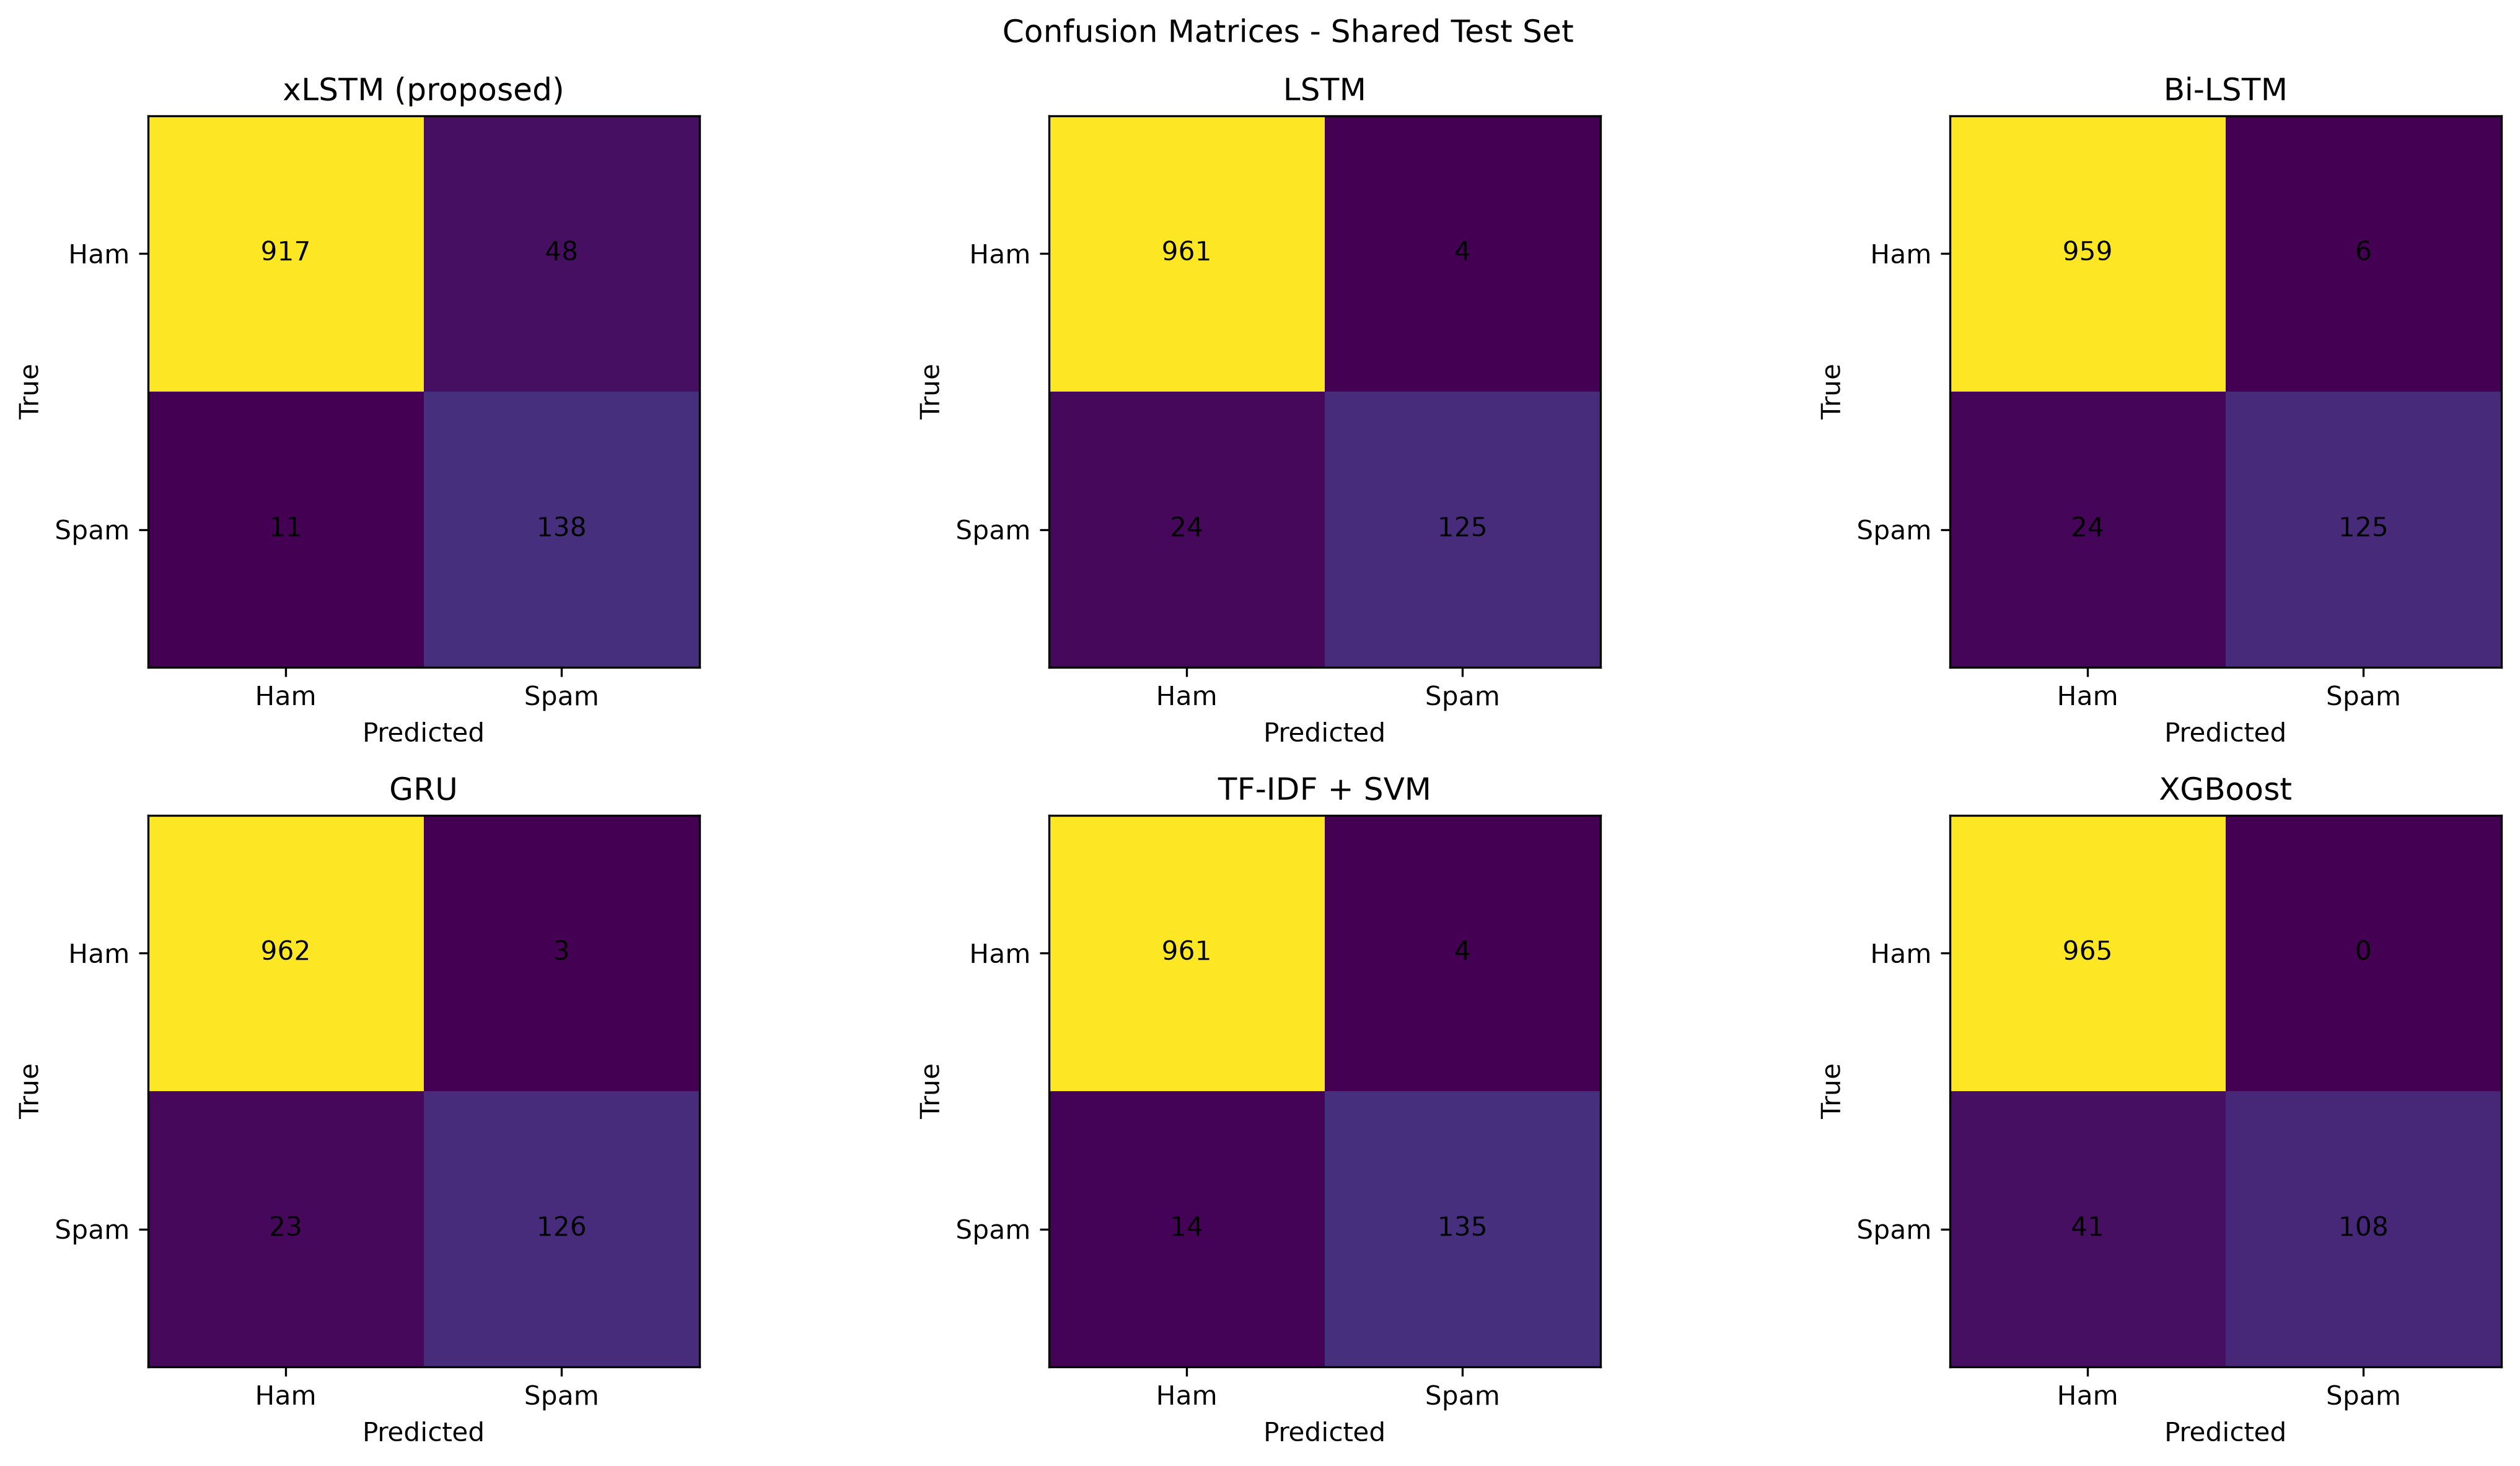 Confusion Matrices - Shared Test Set
xLSTM (proposed)
True
Ham
917
48
Spam
11
138
Ham
Spam
Predicted
LSTM
True
Ham
961
4
Spam
24
125
Ham
Spam
Predicted
Bi-LSTM
True
Ham
959
6
Spam
24
125
Ham
Spam
Predicted
GRU
True
Ham
962
3
Spam
23
126
Ham
Spam
Predicted
TF-IDF + SVM
True
Ham
961
4
Spam
14
135
Ham
Spam
Predicted
XGBoost
True
Ham
965
0
Spam
41
108
Ham
Spam
Predicted